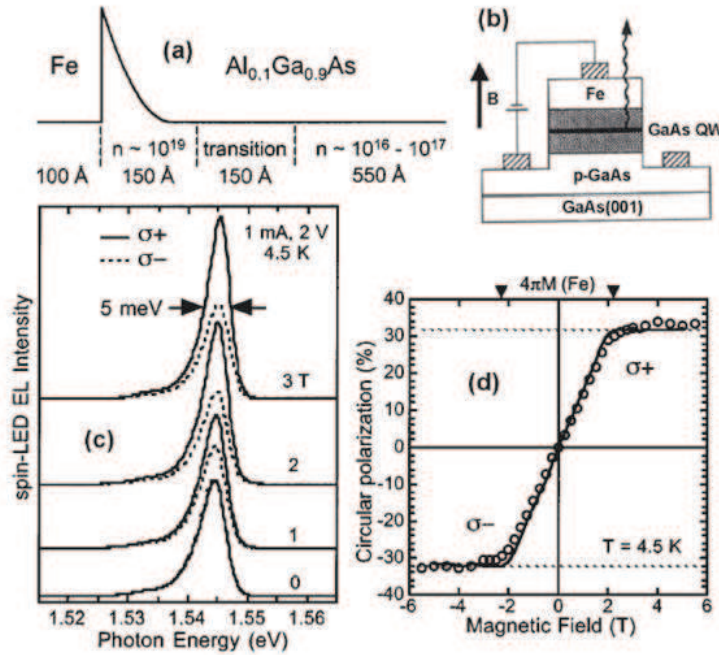 (a)
Fe
Al0.1Ga0.9As
n ~ 10^19
transition
n ~ 10^16 - 10^17
100 Å
150 Å
150 Å
550 Å
(b)
B
Fe
GaAs QW
p-GaAs
GaAs(001)
spin-LED EL Intensity
σ+
σ−
1 mA, 2 V
4.5 K
5 meV
3 T
(c)
2
1
0
1.52
1.53
1.54
1.55
1.56
Photon Energy (eV)
4πM (Fe)
Circular polarization (%)
40
30
20
10
0
-10
-20
-30
-40
(d)
σ+
σ−
T = 4.5 K
-6
-4
-2
0
2
4
6
Magnetic Field (T)